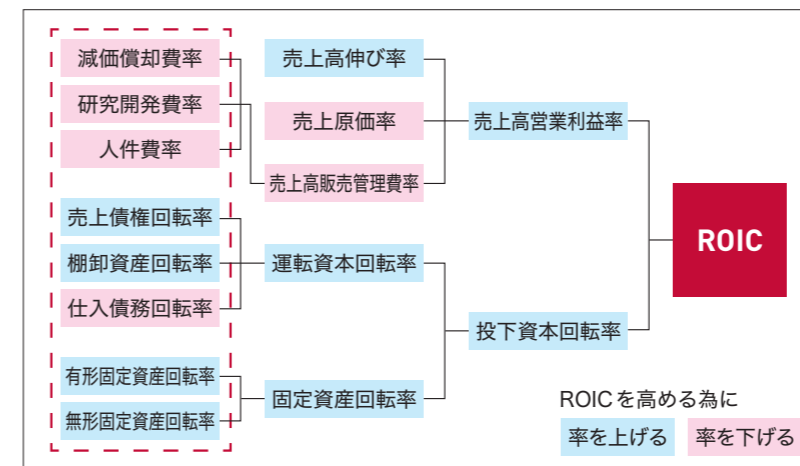 減価償却費率
研究開発費率
人件費率
売上債権回転率
棚卸資産回転率
仕入債務回転率
有形固定資産回転率
無形固定資産回転率
売上高伸び率
売上原価率
売上高販売管理費率
運転資本回転率
固定資産回転率
売上高営業利益率
投下資本回転率
ROIC
ROICを高める為に
率を上げる 率を下げる